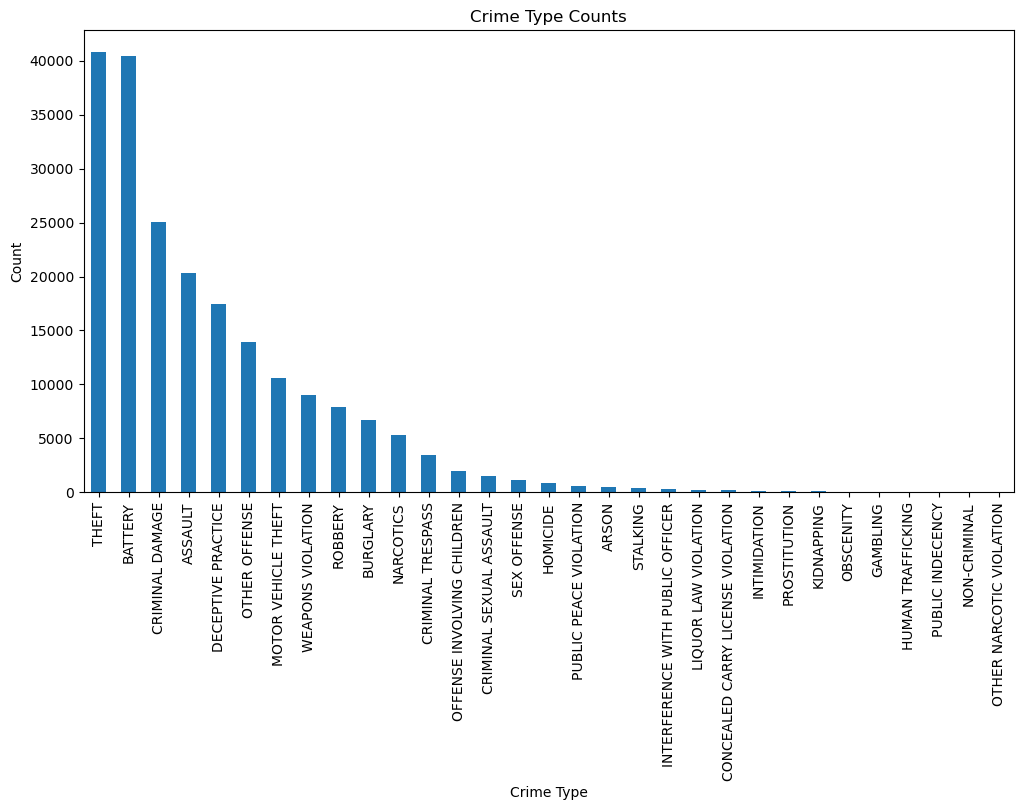 Crime Type Counts
Count
40000
35000
30000
25000
20000
15000
10000
5000
0
THEFT
BATTERY
CRIMINAL DAMAGE
ASSAULT
DECEPTIVE PRACTICE
OTHER OFFENSE
MOTOR VEHICLE THEFT
WEAPONS VIOLATION
ROBBERY
BURGLARY
NARCOTICS
CRIMINAL TRESPASS
OFFENSE INVOLVING CHILDREN
CRIMINAL SEXUAL ASSAULT
SEX OFFENSE
HOMICIDE
PUBLIC PEACE VIOLATION
ARSON
STALKING
INTERFERENCE WITH PUBLIC OFFICER
LIQUOR LAW VIOLATION
CONCEALED CARRY LICENSE VIOLATION
INTIMIDATION
PROSTITUTION
KIDNAPPING
OBSCENITY
GAMBLING
HUMAN TRAFFICKING
PUBLIC INDECENCY
NON-CRIMINAL
OTHER NARCOTIC VIOLATION
Crime Type